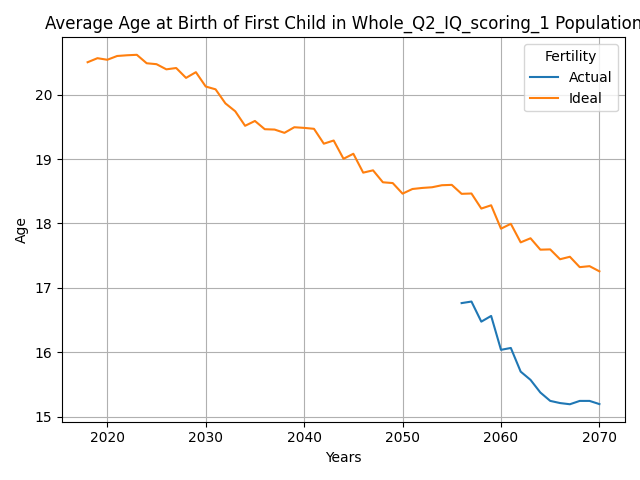 Average Age at Birth of First Child in Whole_Q2_IQ_scoring_1 Population
Fertility
Actual
Ideal
20
19
18
17
16
15
Age
2020 2030 2040 2050 2060 2070
Years